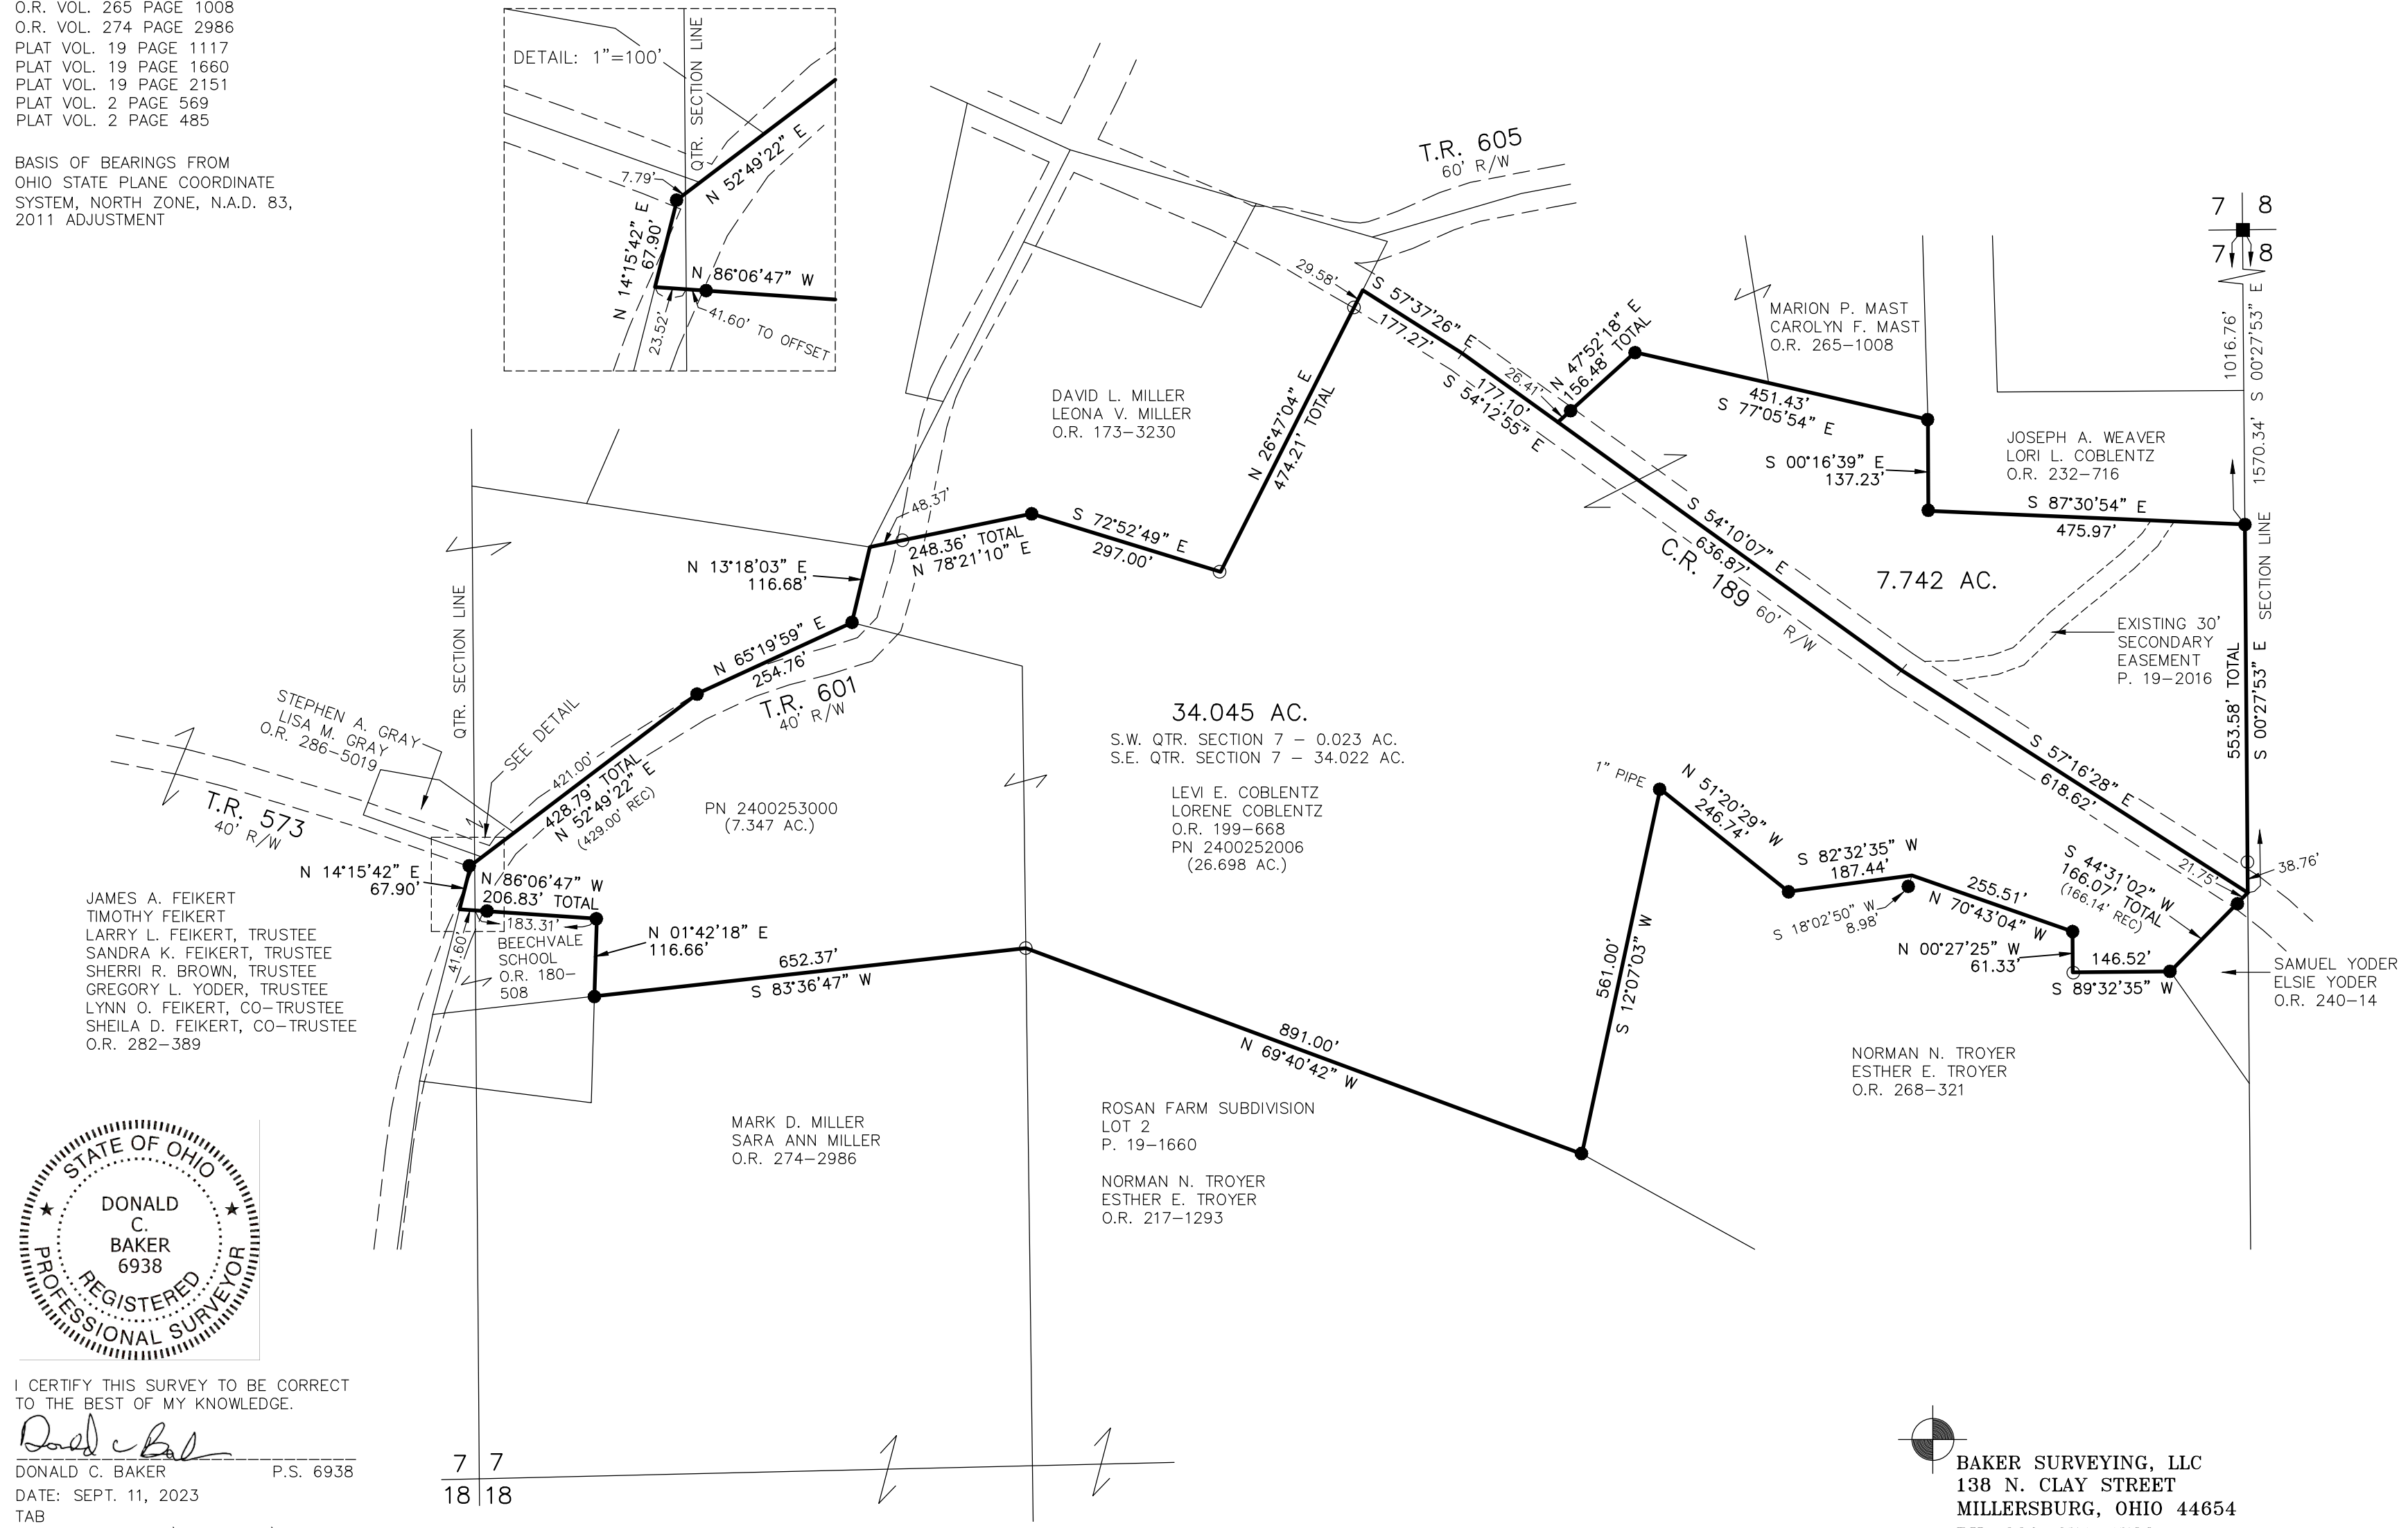 O.R. VOL. 265 PAGE 1008
O.R. VOL. 274 PAGE 2986
PLAT VOL. 19 PAGE 1117
PLAT VOL. 19 PAGE 1660
PLAT VOL. 19 PAGE 2151
PLAT VOL. 2 PAGE 569
PLAT VOL. 2 PAGE 485
BASIS OF BEARINGS FROM
OHIO STATE PLANE COORDINATE
SYSTEM, NORTH ZONE, N.A.D. 83,
2011 ADJUSTMENT
DETAIL: 1"=100'
QTR. SECTION LINE
N 52°49'22" E
7.79'
N 14°15'42" E
67.90'
N 86°06'47" W
23.52'
41.60' TO OFFSET
T.R. 605
60' R/W
7 8
7 8
1016.76'
S 00°27'53" E
1570.34'
SECTION LINE
MARION P. MAST
CAROLYN F. MAST
O.R. 265-1008
29.58'
S 57°37'26" E
177.27'
177.10'
S 54°12'55" E
26.41'
N 47°52'18" E
156.48' TOTAL
451.43'
S 77°05'54" E
S 00°16'39" E
137.23'
JOSEPH A. WEAVER
LORI L. COBLENTZ
O.R. 232-716
S 87°30'54" E
475.97'
DAVID L. MILLER
LEONA V. MILLER
O.R. 173-3230
N 26°47'04" E
474.21' TOTAL
48.37'
248.36' TOTAL
N 78°21'10" E
S 72°52'49" E
297.00'
N 13°18'03" E
116.68'
S 54°10'07" E
636.87'
C.R. 189
60' R/W
7.742 AC.
EXISTING 30'
SECONDARY
EASEMENT
P. 19-2016
553.58' TOTAL
S 00°27'53" E
QTR. SECTION LINE
N 65°19'59" E
254.76'
T.R. 601
40' R/W
STEPHEN A. GRAY
LISA M. GRAY
O.R. 286-5019
SEE DETAIL
421.00'
428.79' TOTAL
N 52°49'22" E
(429.00' REC)
T.R. 573
40' R/W
34.045 AC.
S.W. QTR. SECTION 7 - 0.023 AC.
S.E. QTR. SECTION 7 - 34.022 AC.
LEVI E. COBLENTZ
LORENE COBLENTZ
O.R. 199-668
PN 2400252006
(26.698 AC.)
PN 2400253000
(7.347 AC.)
S 57°16'28" E
618.62'
1" PIPE
N 51°20'29" W
246.74'
S 82°32'35" W
187.44'
S 18°02'50" W
8.98'
255.51'
N 70°43'04" W
N 00°27'25" W
61.33'
146.52'
S 89°32'35" W
S 44°31'02" W
166.07' TOTAL
(166.14' REC)
21.75'
38.76'
SAMUEL YODER
ELSIE YODER
O.R. 240-14
N 14°15'42" E
67.90'
N 86°06'47" W
206.83' TOTAL
183.31'
41.60'
BEECHVALE
SCHOOL
O.R. 180-
508
N 01°42'18" E
116.66'
652.37'
S 83°36'47" W
891.00'
N 69°40'42" W
561.00'
S 12°07'03" W
JAMES A. FEIKERT
TIMOTHY FEIKERT
LARRY L. FEIKERT, TRUSTEE
SANDRA K. FEIKERT, TRUSTEE
SHERRI R. BROWN, TRUSTEE
GREGORY L. YODER, TRUSTEE
LYNN O. FEIKERT, CO-TRUSTEE
SHEILA D. FEIKERT, CO-TRUSTEE
O.R. 282-389
NORMAN N. TROYER
ESTHER E. TROYER
O.R. 268-321
MARK D. MILLER
SARA ANN MILLER
O.R. 274-2986
ROSAN FARM SUBDIVISION
LOT 2
P. 19-1660
NORMAN N. TROYER
ESTHER E. TROYER
O.R. 217-1293
STATE OF OHIO
DONALD
C.
BAKER
6938
REGISTERED
PROFESSIONAL SURVEYOR
I CERTIFY THIS SURVEY TO BE CORRECT
TO THE BEST OF MY KNOWLEDGE.
DONALD C. BAKER P.S. 6938
DATE: SEPT. 11, 2023
TAB
7 7
18 18
BAKER SURVEYING, LLC
138 N. CLAY STREET
MILLERSBURG, OHIO 44654